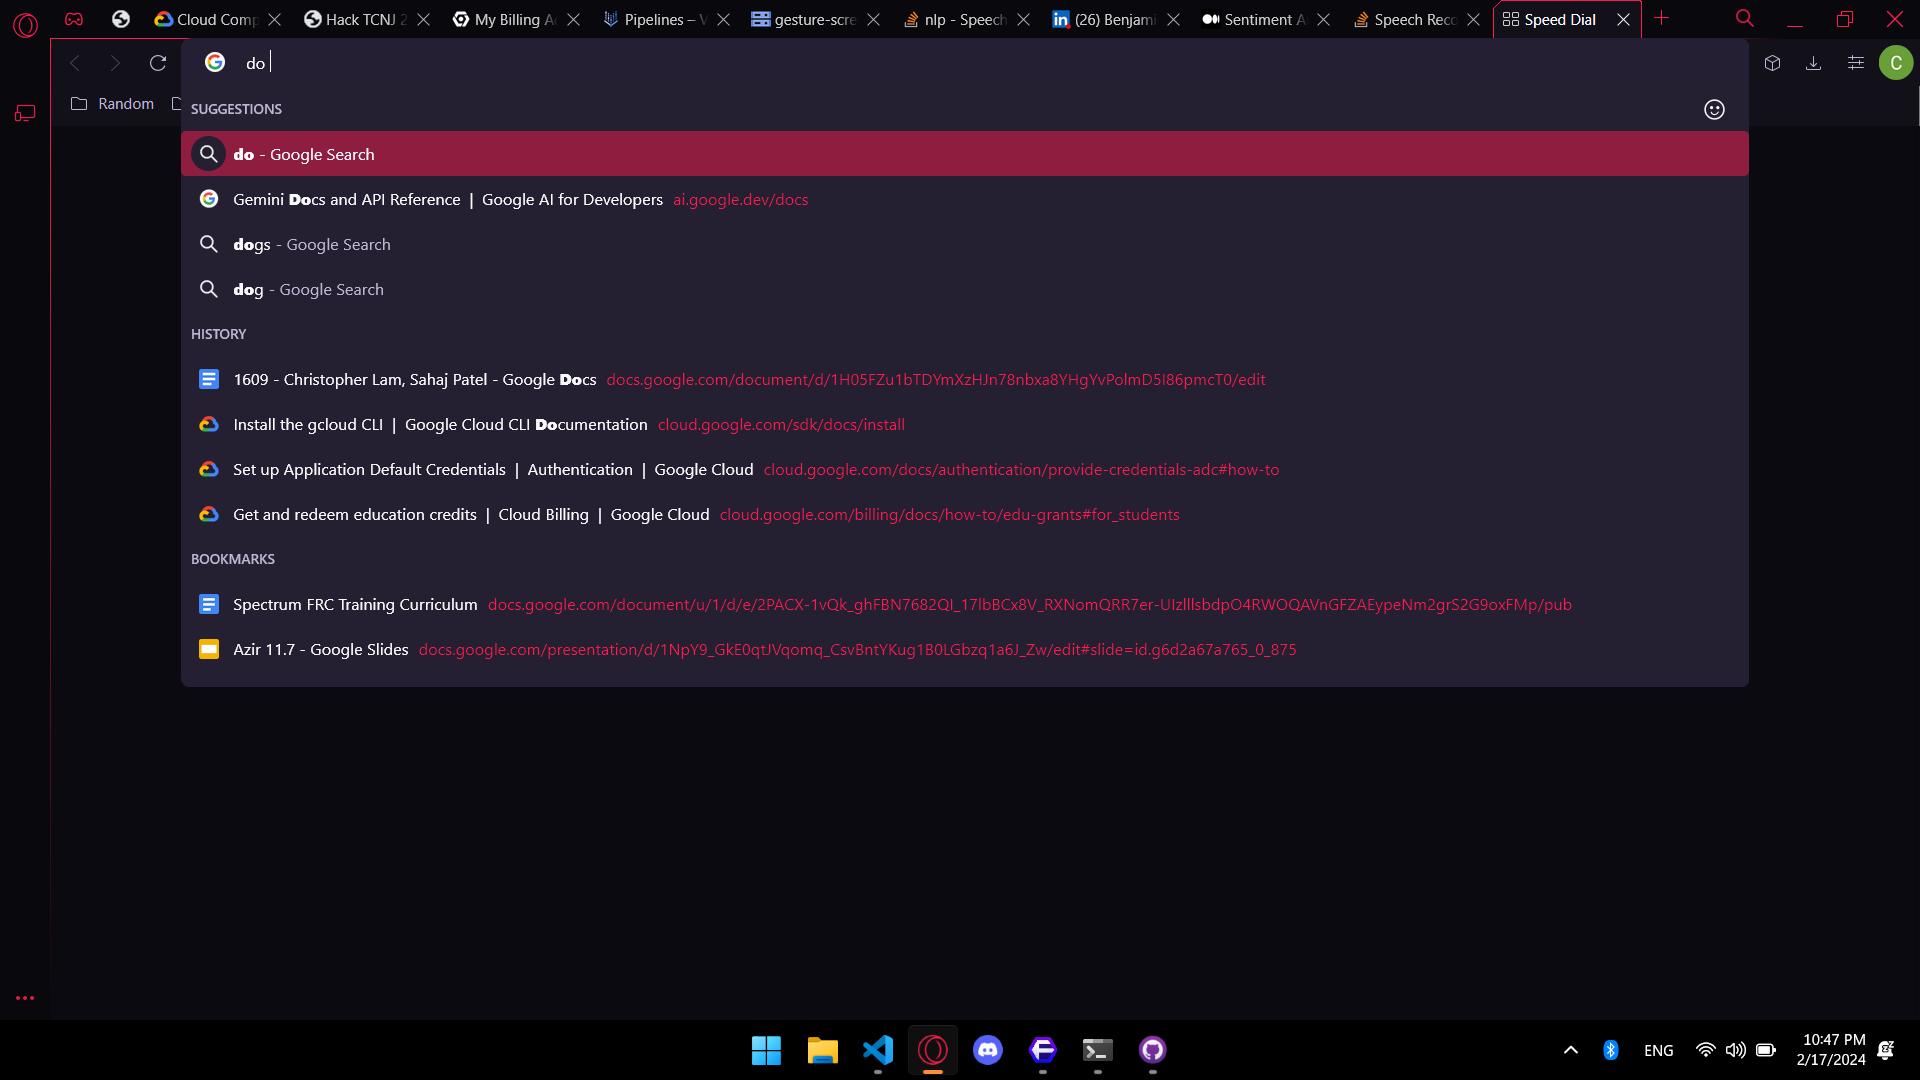 Cloud Comp
Hack TCNJ 2
My Billing A
Pipelines – V
gesture-scre
nlp - Speech
(26) Benjami
Sentiment A
Speech Reco
Speed Dial
do
C
Random
SUGGESTIONS
do - Google Search
Gemini Docs and API Reference | Google AI for Developers ai.google.dev/docs
dogs - Google Search
dog - Google Search
HISTORY
1609 - Christopher Lam, Sahaj Patel - Google Docs docs.google.com/document/d/1H05FZu1bTDYmXzHJn78nbxa8YHgYvPolmD5I86pmcT0/edit
Install the gcloud CLI | Google Cloud CLI Documentation cloud.google.com/sdk/docs/install
Set up Application Default Credentials | Authentication | Google Cloud cloud.google.com/docs/authentication/provide-credentials-adc#how-to
Get and redeem education credits | Cloud Billing | Google Cloud cloud.google.com/billing/docs/how-to/edu-grants#for_students
BOOKMARKS
Spectrum FRC Training Curriculum docs.google.com/document/u/1/d/e/2PACX-1vQk_ghFBN7682QI_17lbBCx8V_RXNomQRR7er-UIzlllsbdpO4RWOQAVnGFZAEypeNm2grS2G9oxFMp/pub
Azir 11.7 - Google Slides docs.google.com/presentation/d/1NpY9_GkE0qtJVqomq_CsvBntYKug1B0LGbzq1a6J_Zw/edit#slide=id.g6d2a67a765_0_875
ENG
10:47 PM
2/17/2024